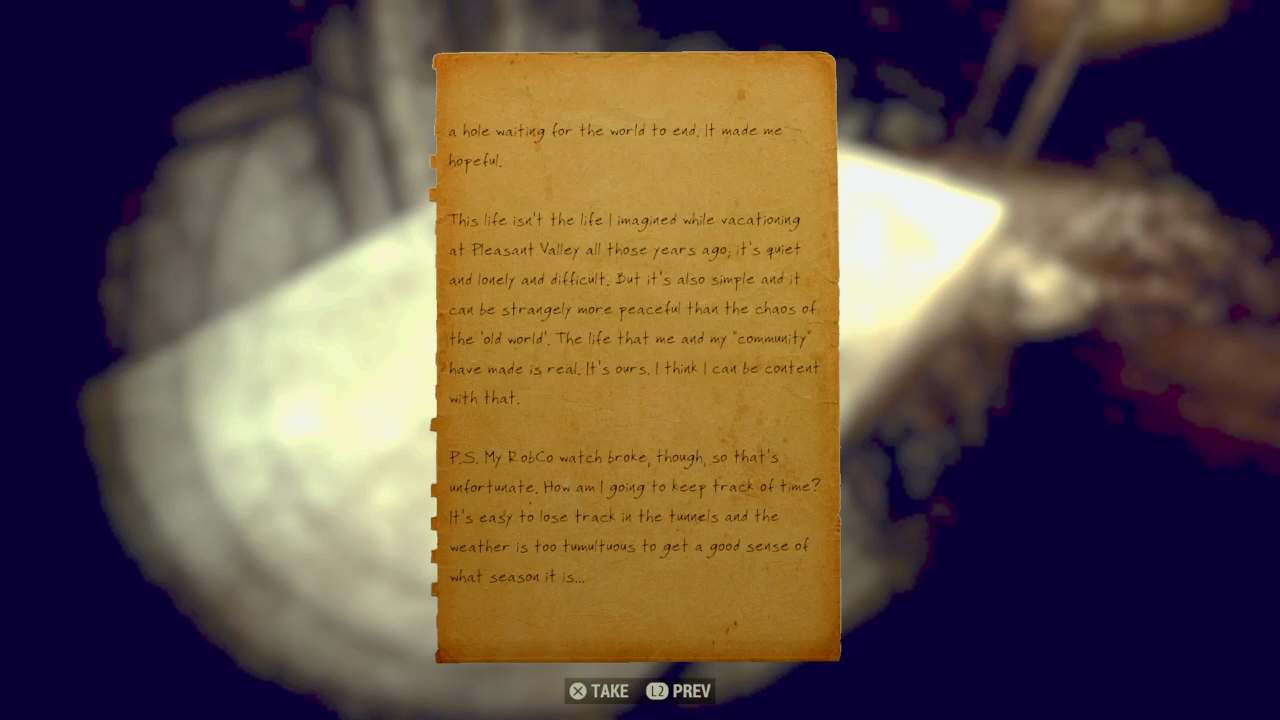 a hole waiting for the world to end. It made me
hopeful.
This life isn't the life I imagined while vacationing
at Pleasant Valley all those years ago; it's quiet
and lonely and difficult. But it's also simple and it
can be strangely more peaceful than the chaos of
the 'old world'. The life that me and my "community"
have made is real. It's ours. I think I can be content
with that.
P.S. My RobCo watch broke, though, so that's
unfortunate. How am I going to keep track of time?
It's easy to lose track in the tunnels and the
weather is too tumultuous to get a good sense of
what season it is...
TAKE L2 PREV